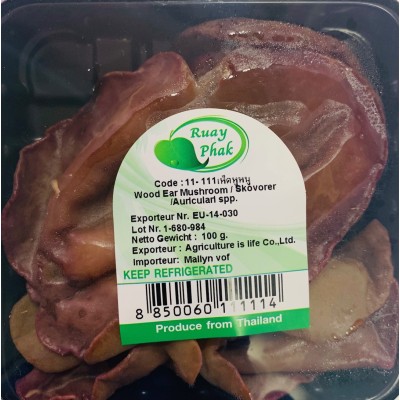 Ruay
Phak
Code : 11- 111เห็ดหูหนู
Wood Ear Mushroom / Skovorer
/Auriculari spp.
Exporteur Nr. EU-14-030
Lot Nr. 1-680-984
Netto Gewicht : 100 g.
Exporteur : Agriculture is life Co.,Ltd.
Importeur: Mallyn vof
KEEP REFRIGERATED
8 850060 111114
Produce from Thailand